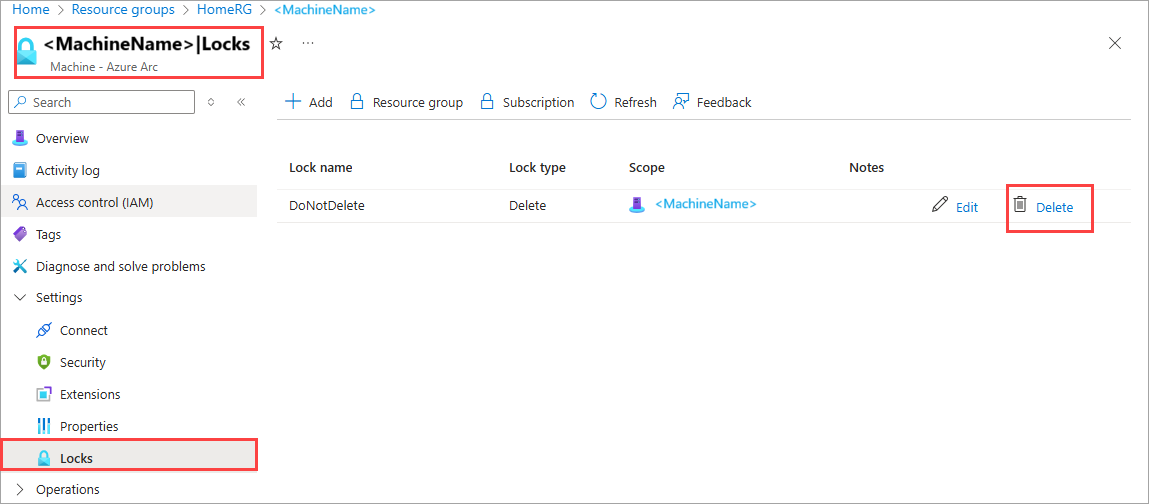 Home > Resource groups > HomeRG > <MachineName>
<MachineName>|Locks
Machine - Azure Arc
Search
Add Resource group Subscription Refresh Feedback
Overview
Activity log
Access control (IAM)
Tags
Diagnose and solve problems
Settings
Connect
Security
Extensions
Properties
Locks
Operations
Lock name Lock type Scope Notes
DoNotDelete Delete <MachineName> Edit Delete